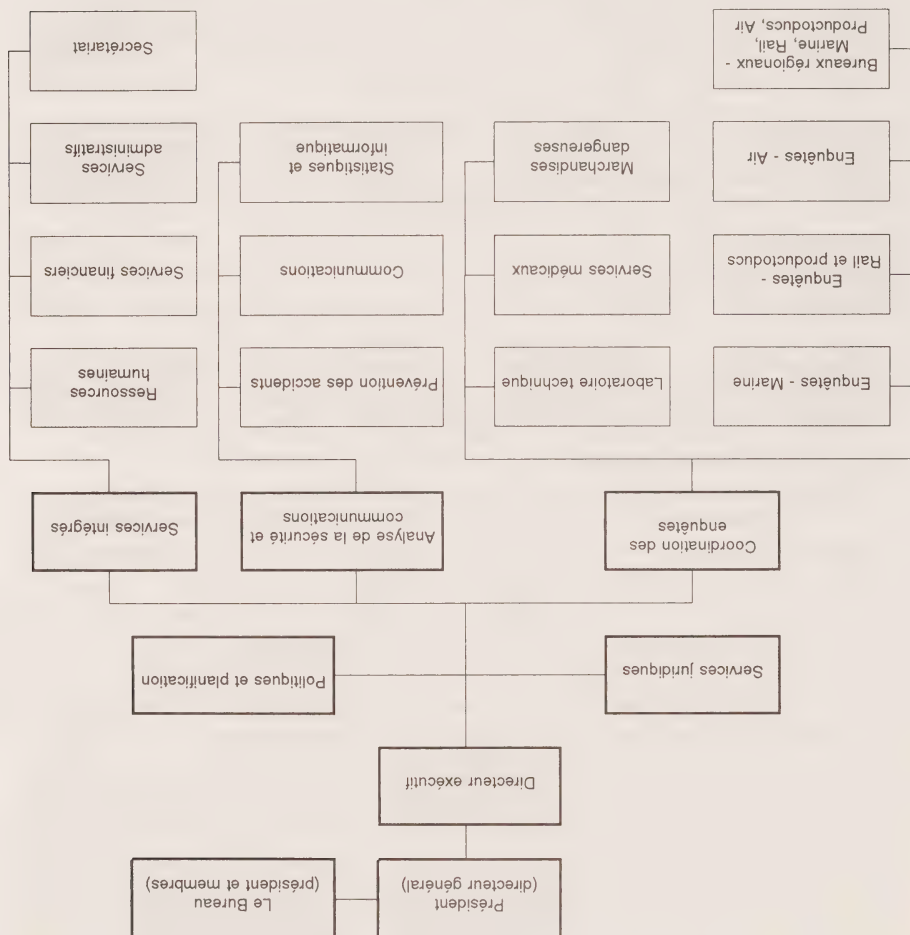 Président
(directeur général)
Le Bureau
(président et membres)
Directeur exécutif
Services juridiques
Politiques et planification
Coordination des
enquêtes
Analyse de la sécurité et
communications
Services intégrés
Enquêtes - Marine
Laboratoire technique
Prévention des accidents
Ressources
humaines
Enquêtes -
Rail et productoducs
Services médicaux
Communications
Services financiers
Enquêtes - Air
Marchandises
dangereuses
Statistiques et
informatique
Services
administratifs
Bureaux régionaux -
Marine, Rail,
Productoducs, Air
Secrétariat